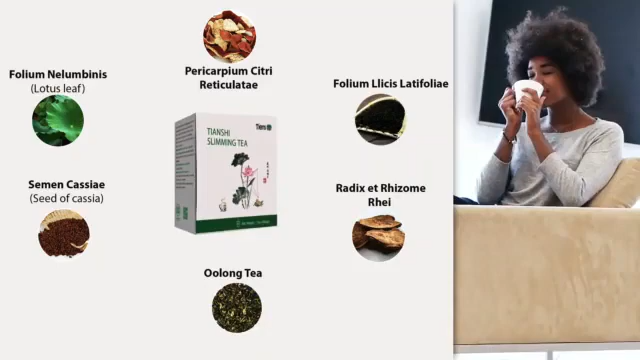 Folium Nelumbinis
(Lotus leaf)
Pericarpium Citri
Reticulatae
Folium Llicis Latifoliae
TIANSHI
SLIMMING TEA
Tiens
Semen Cassiae
(Seed of cassia)
Radix et Rhizome
Rhei
Oolong Tea